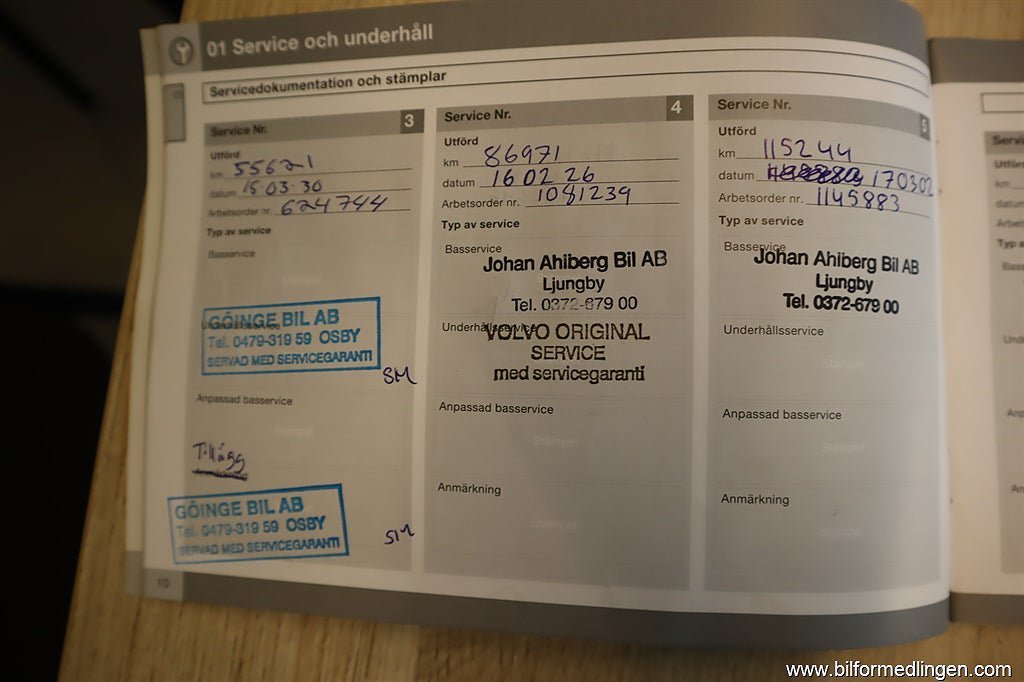 01 Service och underhåll
Servicedokumentation och stämplar
Service Nr. 3
Utförd
km 55621
datum 15.03.30
Arbetsorder nr. 624744
Typ av service
Basservice
Underhållsservice
GÖINGE BIL AB
Tel. 0479-319 59 OSBY
SERVAD MED SERVICEGARANTI
SM
Anpassad basservice
Stämpel
Tillägg
Anmärkning
GÖINGE BIL AB
Tel. 0479-319 59 OSBY
SERVAD MED SERVICEGARANTI
SM
10
Service Nr. 4
Utförd
km 86971
datum 16 02 26
Arbetsorder nr. 1081239
Typ av service
Basservice
Johan Ahlberg Bil AB
Ljungby
Tel. 0372-679 00
Underhållsservice
VOLVO ORIGINAL
SERVICE
med servicegaranti
Anpassad basservice
Stämpel
Anmärkning
Stämpel
Service Nr. 5
Utförd
km 115244
datum 170302
Arbetsorder nr. 1145883
Typ av service
Basservice
Johan Ahlberg Bil AB
Ljungby
Tel. 0372-679 00
Underhållsservice
Stämpel
Anpassad basservice
Stämpel
Anmärkning
Stämpel
Service
www.bilformedlingen.com